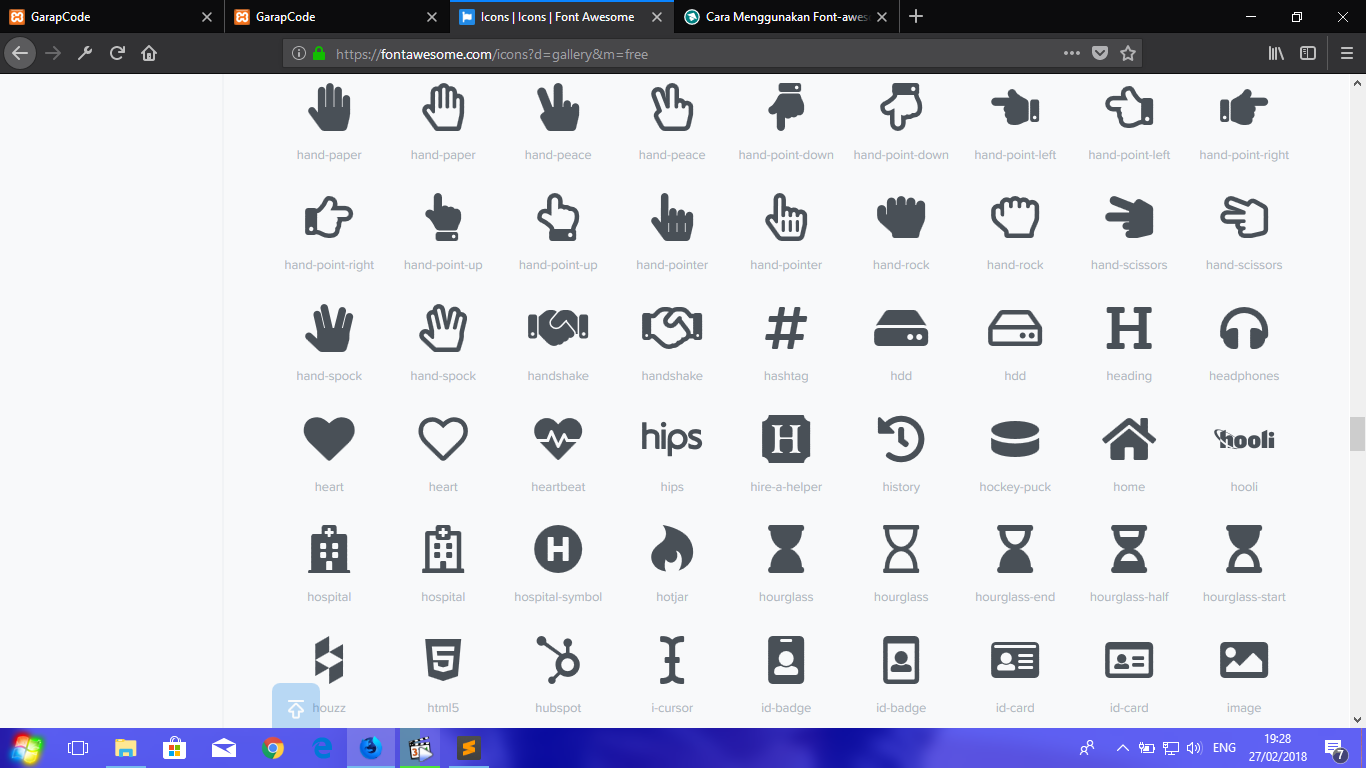 GarapCode
GarapCode
Icons | Icons | Font Awesome
Cara Menggunakan Font-awes
https://fontawesome.com/icons?d=gallery&m=free
hand-paper hand-paper hand-peace hand-peace hand-point-down hand-point-down hand-point-left hand-point-left hand-point-right
hand-point-right hand-point-up hand-point-up hand-pointer hand-pointer hand-rock hand-rock hand-scissors hand-scissors
#
H
hand-spock hand-spock handshake handshake hashtag hdd hdd heading headphones
hips
H
hooli
heart heart heartbeat hips hire-a-helper history hockey-puck home hooli
H
hospital hospital hospital-symbol hotjar hourglass hourglass hourglass-end hourglass-half hourglass-start
5
houzz html5 hubspot i-cursor id-badge id-badge id-card id-card image
ENG
19:28
27/02/2018
7